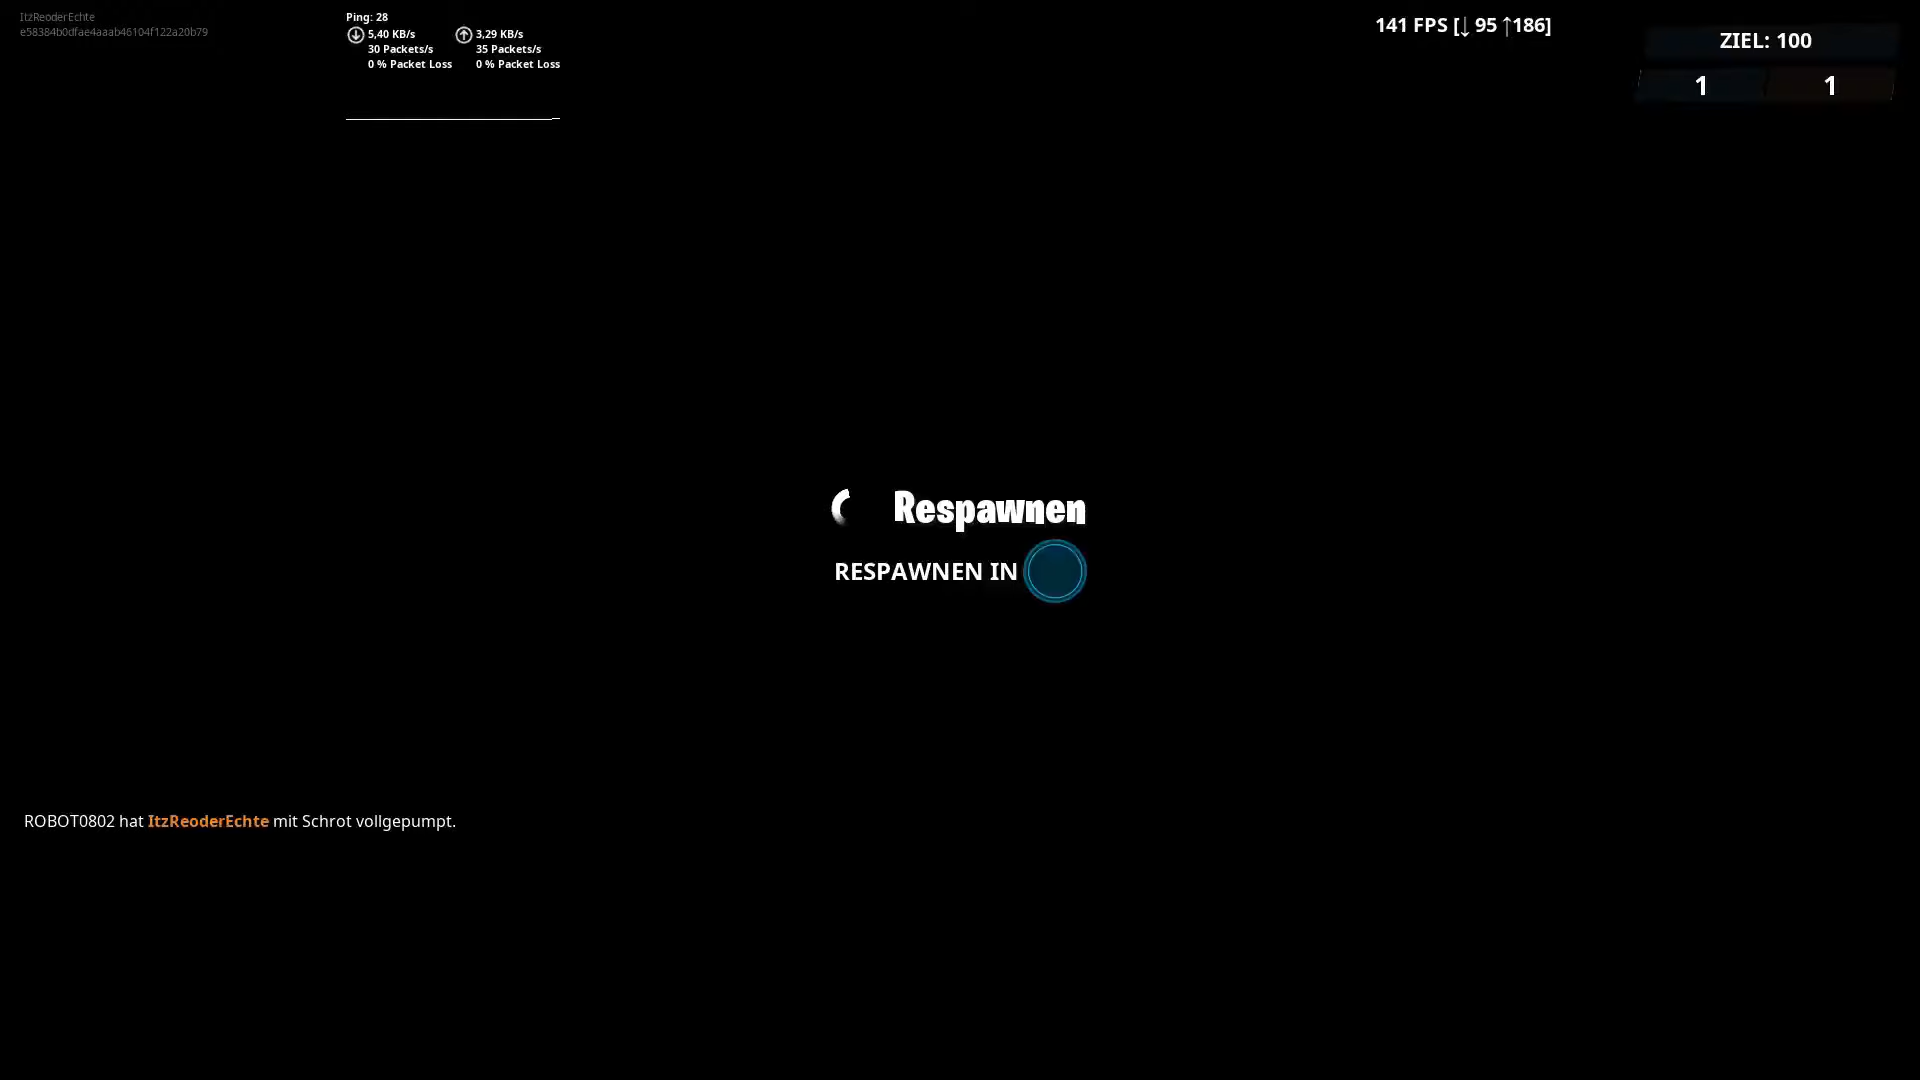 ItzReoderEchte
e58384b0dfae4aaab46104f122a20b79
Ping: 28
5,40 KB/s 3,29 KB/s
30 Packets/s 35 Packets/s
0 % Packet Loss 0 % Packet Loss
141 FPS [↓ 95 ↑186]
ZIEL: 100
1 1
Respawnen
RESPAWNEN IN
ROBOT0802 hat ItzReoderEchte mit Schrot vollgepumpt.